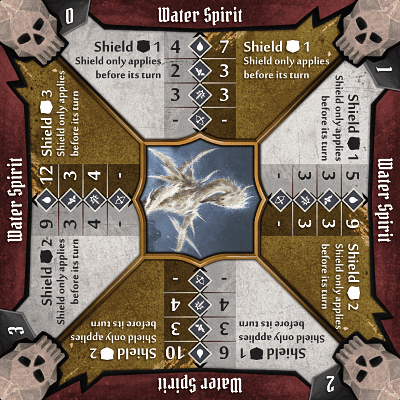 Water Spirit
0
Shield 1
Shield only applies
before its turn
4 7
2 3
3 3
- -
Shield 1
Shield only applies
before its turn
1
Water Spirit
Shield 1
Shield only applies
before its turn
- 3 3 5
- 3 3 9
Shield 2
Shield only applies
before its turn
2
Water Spirit
Shield 1
Shield only applies
before its turn
6 10
3 3
4 4
- -
Shield 2
Shield only applies
before its turn
3
Water Spirit
Shield 2
Shield only applies
before its turn
9 12
3 3
4 4
- -
Shield 3
Shield only applies
before its turn